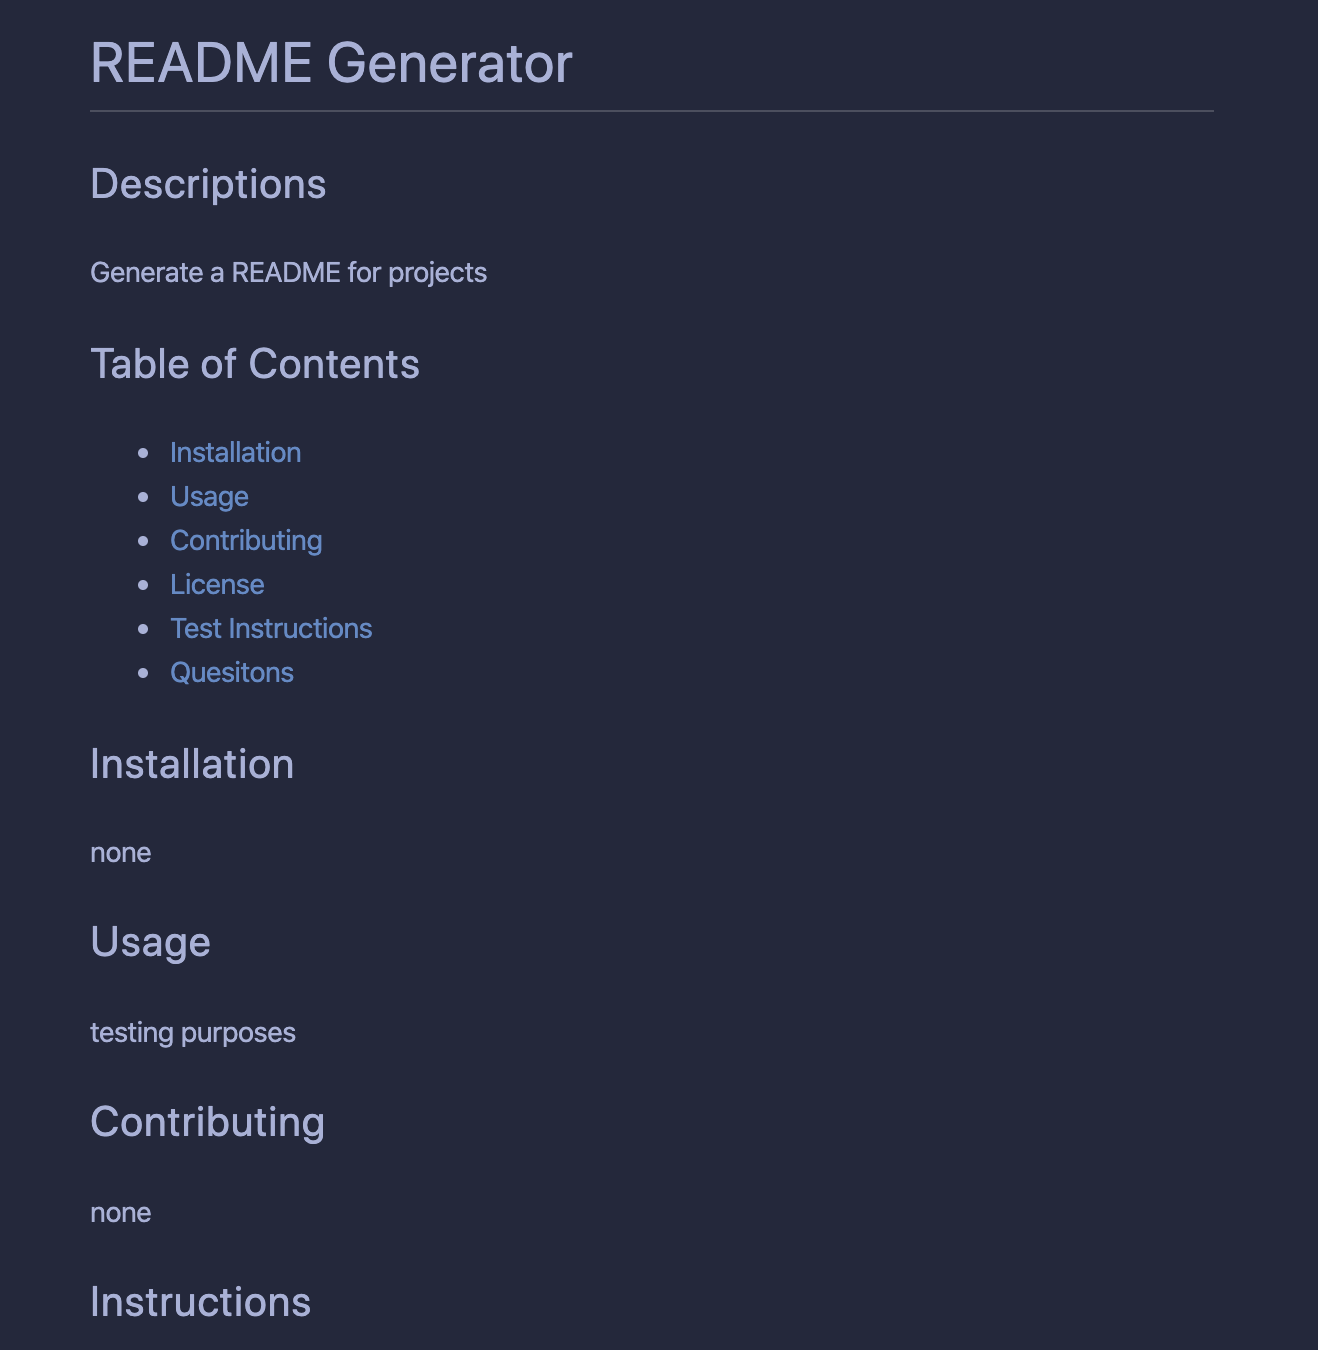 README Generator
Descriptions
Generate a README for projects
Table of Contents
Installation
Usage
Contributing
License
Test Instructions
Quesitons
Installation
none
Usage
testing purposes
Contributing
none
Instructions